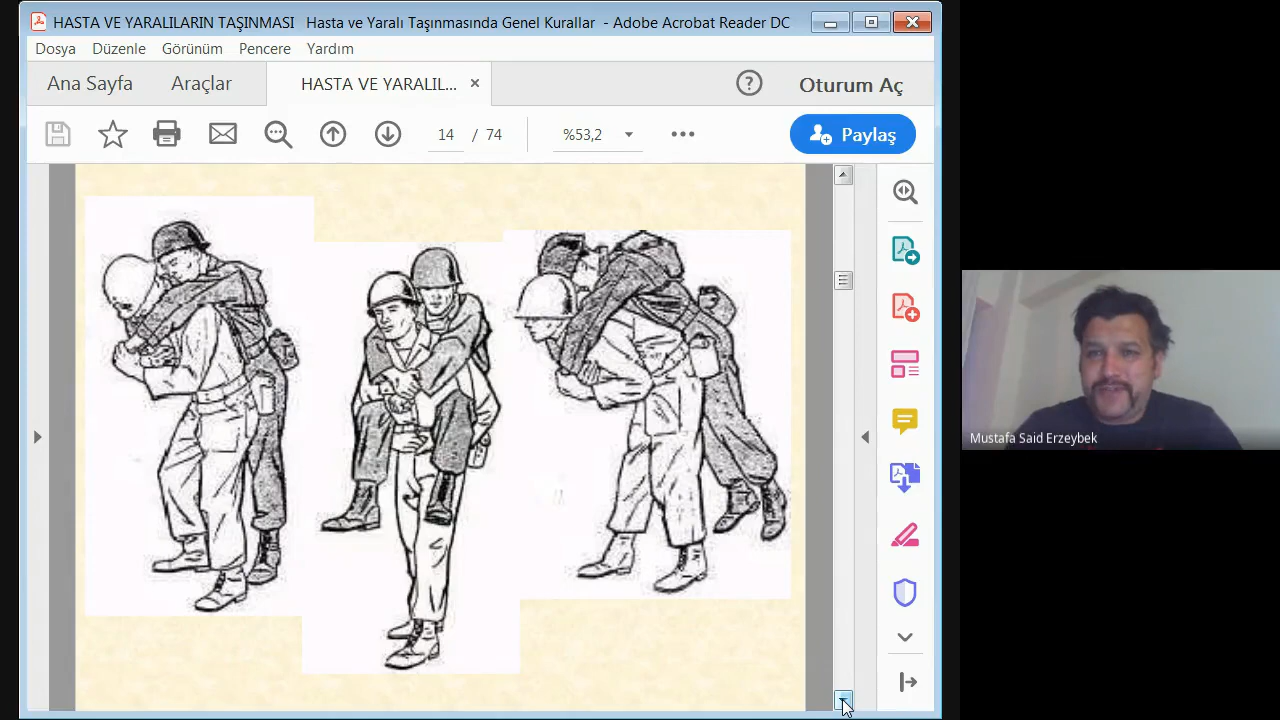 HASTA VE YARALILARIN TAŞINMASI   Hasta ve Yaralı Taşınmasında Genel Kurallar  - Adobe Acrobat Reader DC
Dosya Düzenle Görünüm Pencere Yardım
Ana Sayfa Araçlar HASTA VE YARALIL... × ? Oturum Aç
14 / 74 %53,2 Paylaş
Mustafa Said Erzeybek